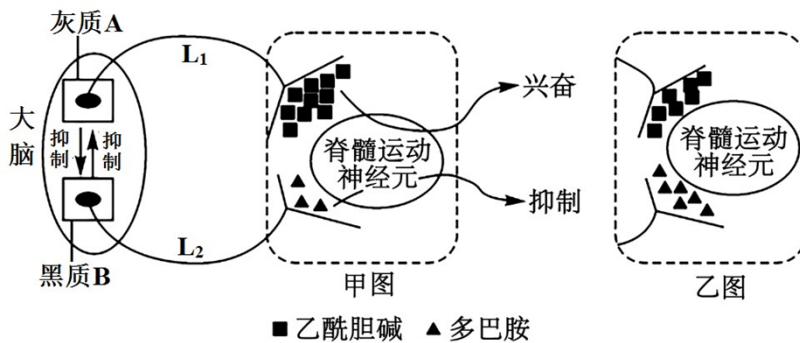 灰质A
L1
大脑
抑制
抑制
黑质B
L2
脊髓运动
神经元
兴奋
抑制
甲图
脊髓运动
神经元
乙图
■乙酰胆碱 ▲多巴胺